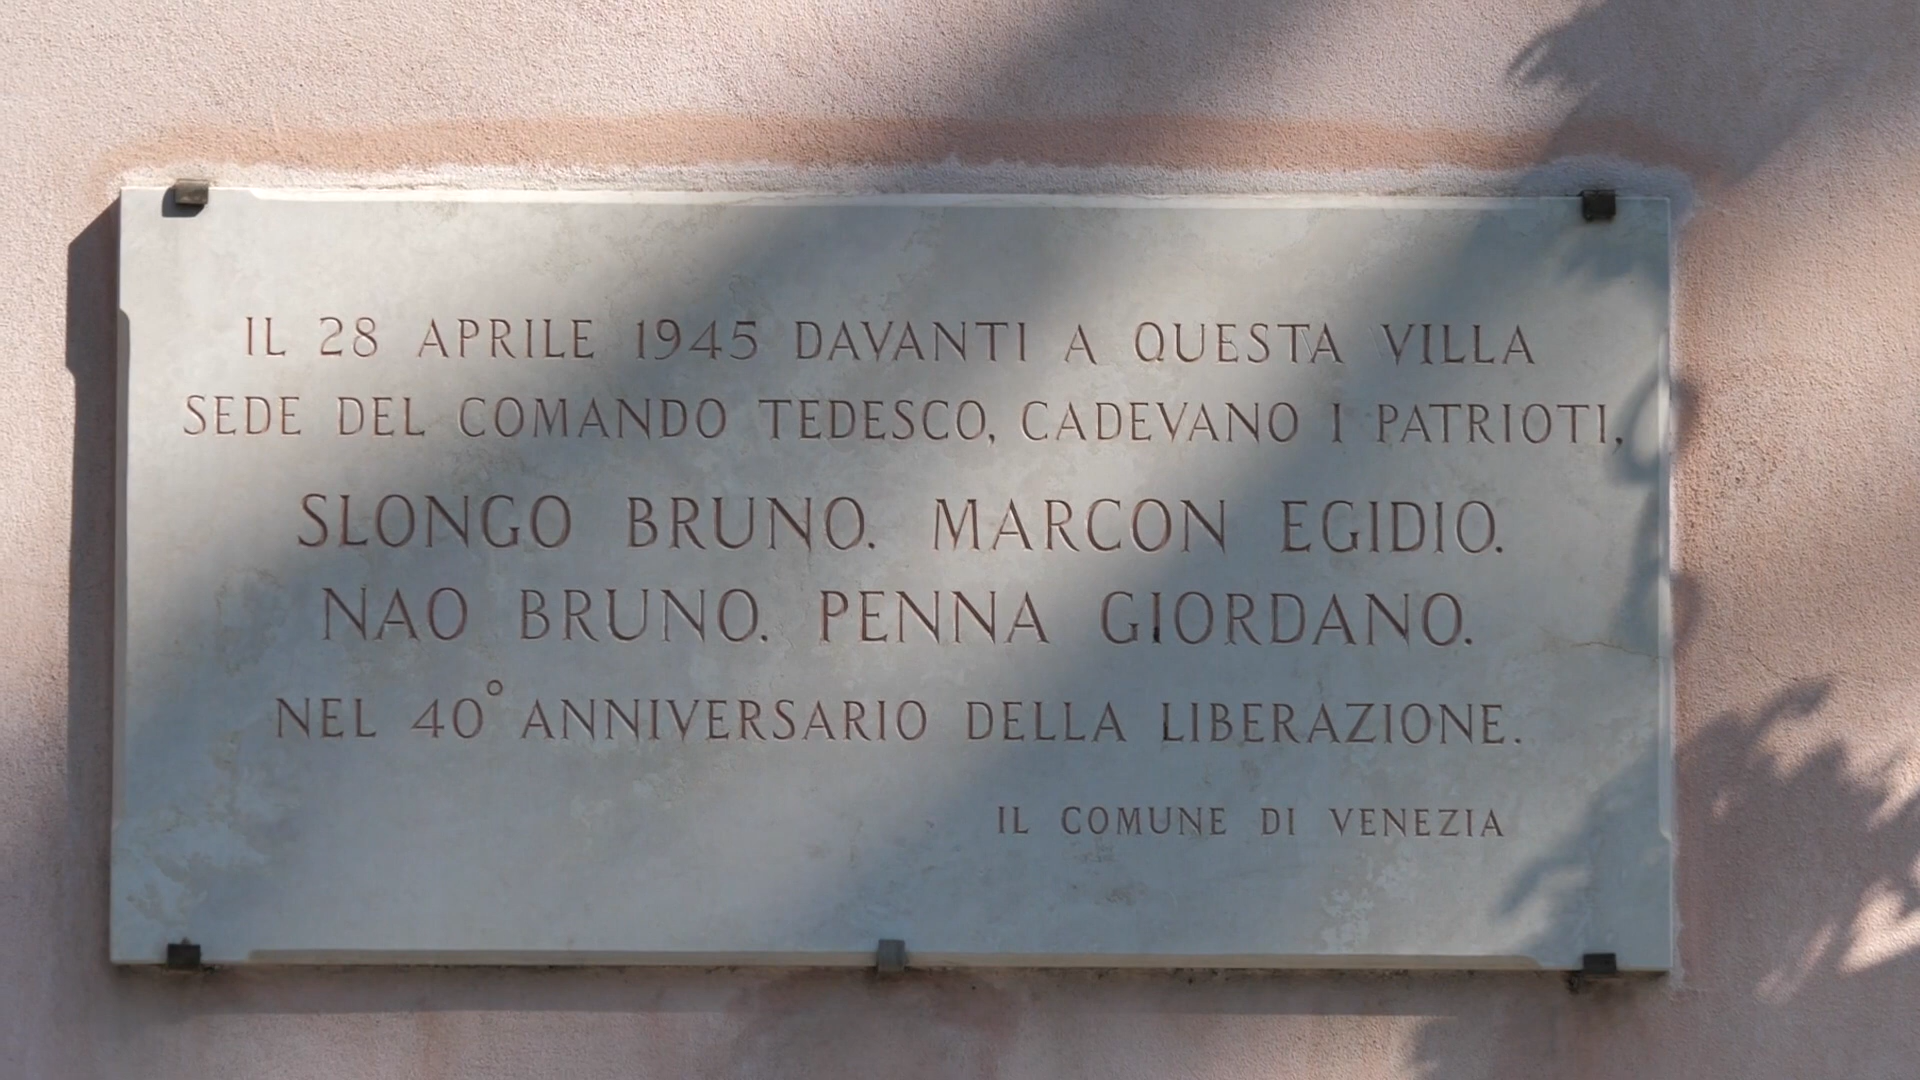 IL 28 APRILE 1945 DAVANTI A QUESTA VILLA
SEDE DEL COMANDO TEDESCO, CADEVANO I PATRIOTI,
SLONGO BRUNO. MARCON EGIDIO.
NAO BRUNO. PENNA GIORDANO.
NEL 40° ANNIVERSARIO DELLA LIBERAZIONE.
IL COMUNE DI VENEZIA